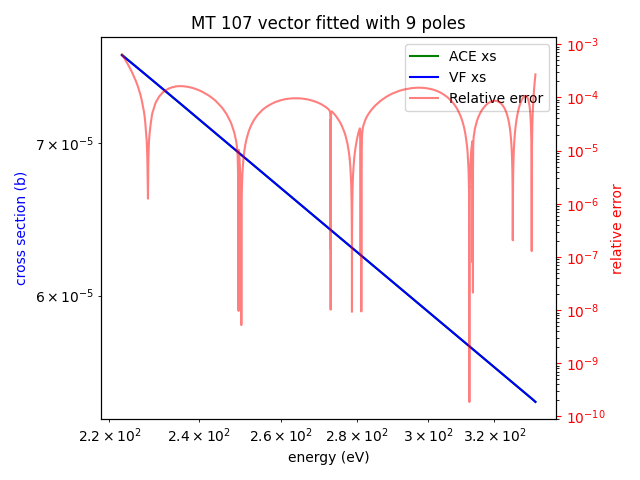 MT 107 vector fitted with 9 poles
ACE xs
VF xs
Relative error
cross section (b)
7 × 10⁻⁵
6 × 10⁻⁵
10⁻³
10⁻⁴
10⁻⁵
10⁻⁶
10⁻⁷
10⁻⁸
10⁻⁹
10⁻¹⁰
relative error
2.2 × 10² 2.4 × 10² 2.6 × 10² 2.8 × 10² 3 × 10² 3.2 × 10²
energy (eV)